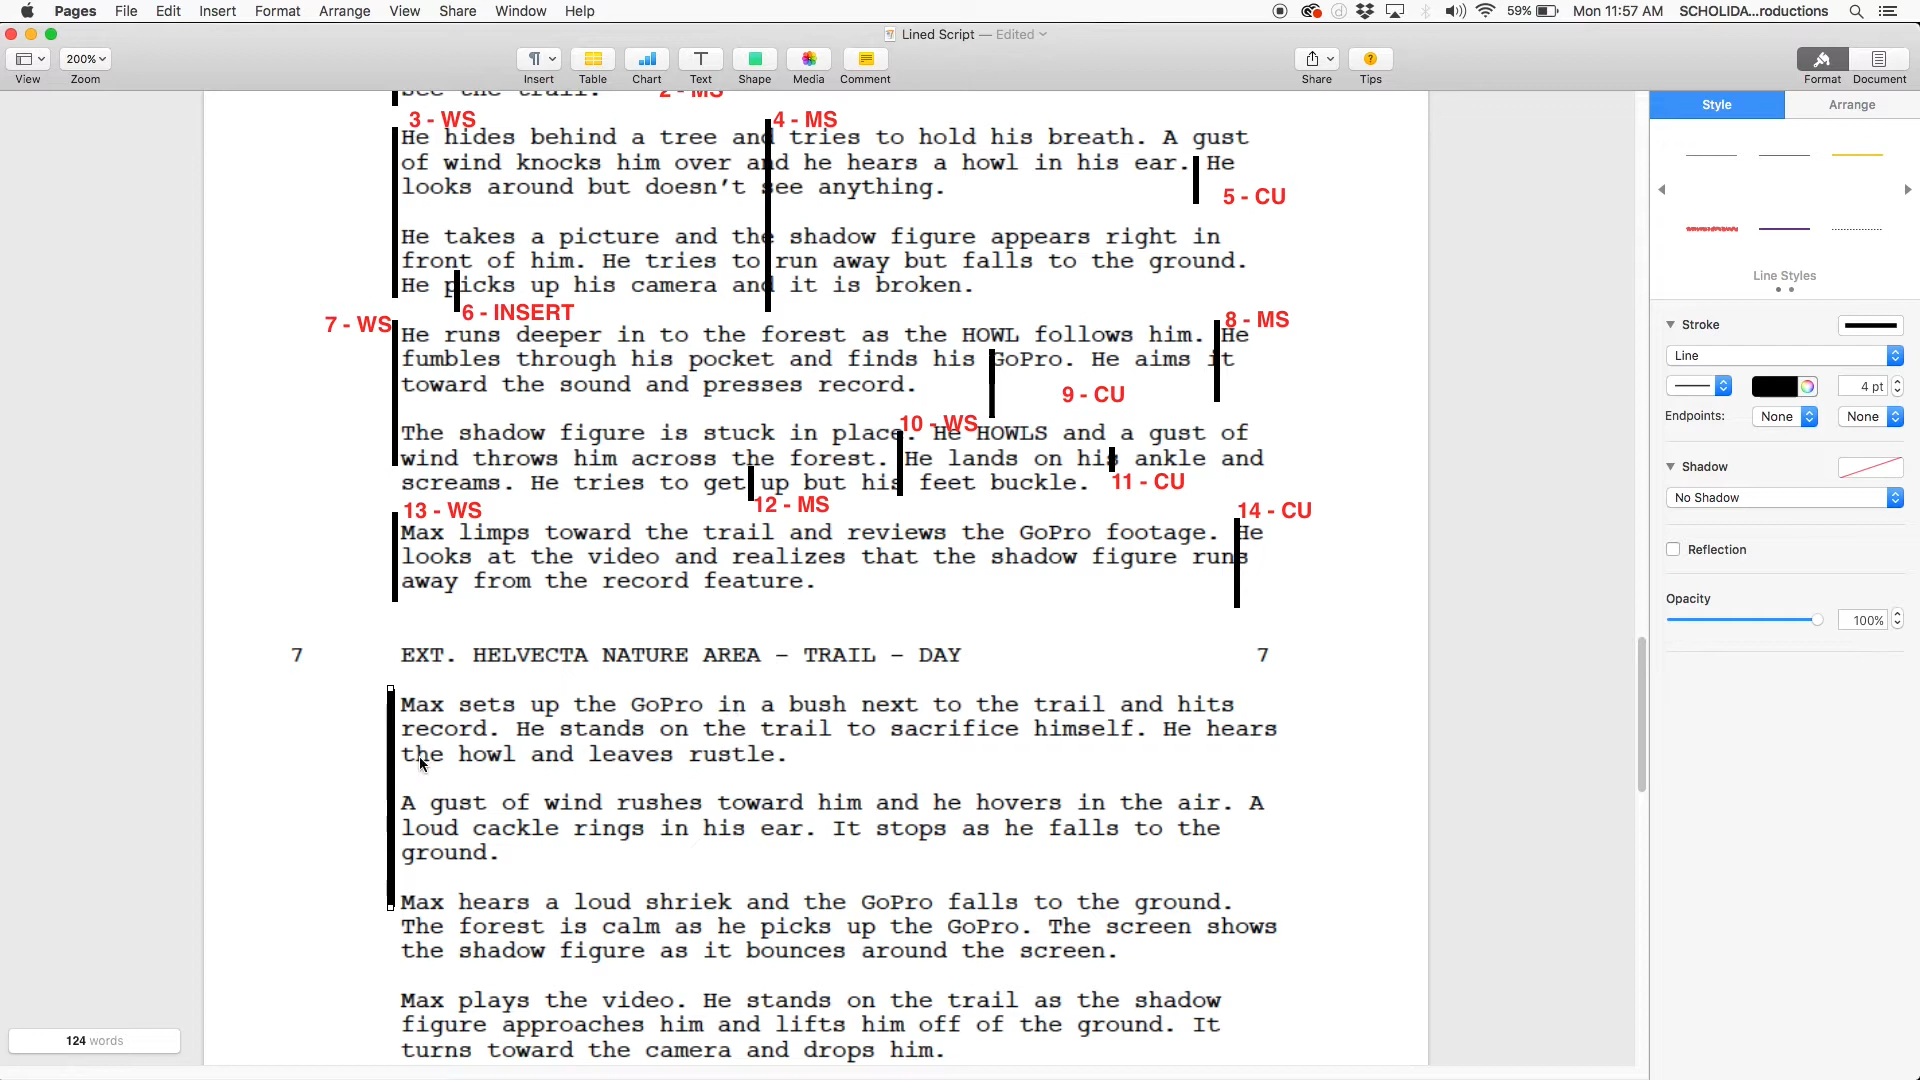 Pages File Edit Insert Format Arrange View Share Window Help
59% Mon 11:57 AM SCHOLIDA...roductions
Lined Script — Edited
200%
View Zoom Insert Table Chart Text Shape Media Comment Share Tips Format Document
see the trail.
2 - MS
3 - WS
4 - MS
He hides behind a tree and tries to hold his breath. A gust
of wind knocks him over and he hears a howl in his ear. He
looks around but doesn't see anything.
5 - CU
He takes a picture and the shadow figure appears right in
front of him. He tries to run away but falls to the ground.
He picks up his camera and it is broken.
6 - INSERT
7 - WS
8 - MS
He runs deeper in to the forest as the HOWL follows him. He
fumbles through his pocket and finds his GoPro. He aims it
toward the sound and presses record.
9 - CU
10 - WS
The shadow figure is stuck in place. He HOWLS and a gust of
wind throws him across the forest. He lands on his ankle and
screams. He tries to get up but his feet buckle.
11 - CU
12 - MS
13 - WS
14 - CU
Max limps toward the trail and reviews the GoPro footage. He
looks at the video and realizes that the shadow figure runs
away from the record feature.
7 EXT. HELVECTA NATURE AREA – TRAIL – DAY 7
Max sets up the GoPro in a bush next to the trail and hits
record. He stands on the trail to sacrifice himself. He hears
the howl and leaves rustle.
A gust of wind rushes toward him and he hovers in the air. A
loud cackle rings in his ear. It stops as he falls to the
ground.
Max hears a loud shriek and the GoPro falls to the ground.
The forest is calm as he picks up the GoPro. The screen shows
the shadow figure as it bounces around the screen.
Max plays the video. He stands on the trail as the shadow
figure approaches him and lifts him off of the ground. It
turns toward the camera and drops him.
124 words
Style Arrange
Line Styles
Stroke
Line
4 pt
Endpoints: None None
Shadow
No Shadow
Reflection
Opacity
100%